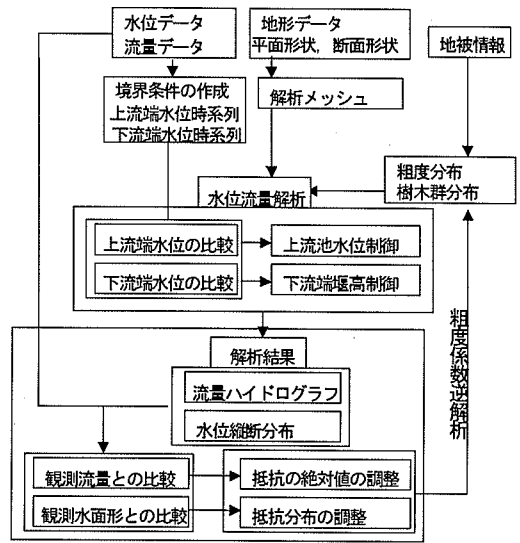 水位データ
流量データ
地形データ
平面形状，断面形状
地被情報
境界条件の作成
上流端水位時系列
下流端水位時系列
解析メッシュ
粗度分布
樹木群分布
水位流量解析
上流端水位の比較
上流池水位制御
下流端水位の比較
下流端堰高制御
粗度係数逆解析
解析結果
流量ハイドログラフ
水位縦断分布
観測流量との比較
抵抗の絶対値の調整
観測水面形との比較
抵抗分布の調整